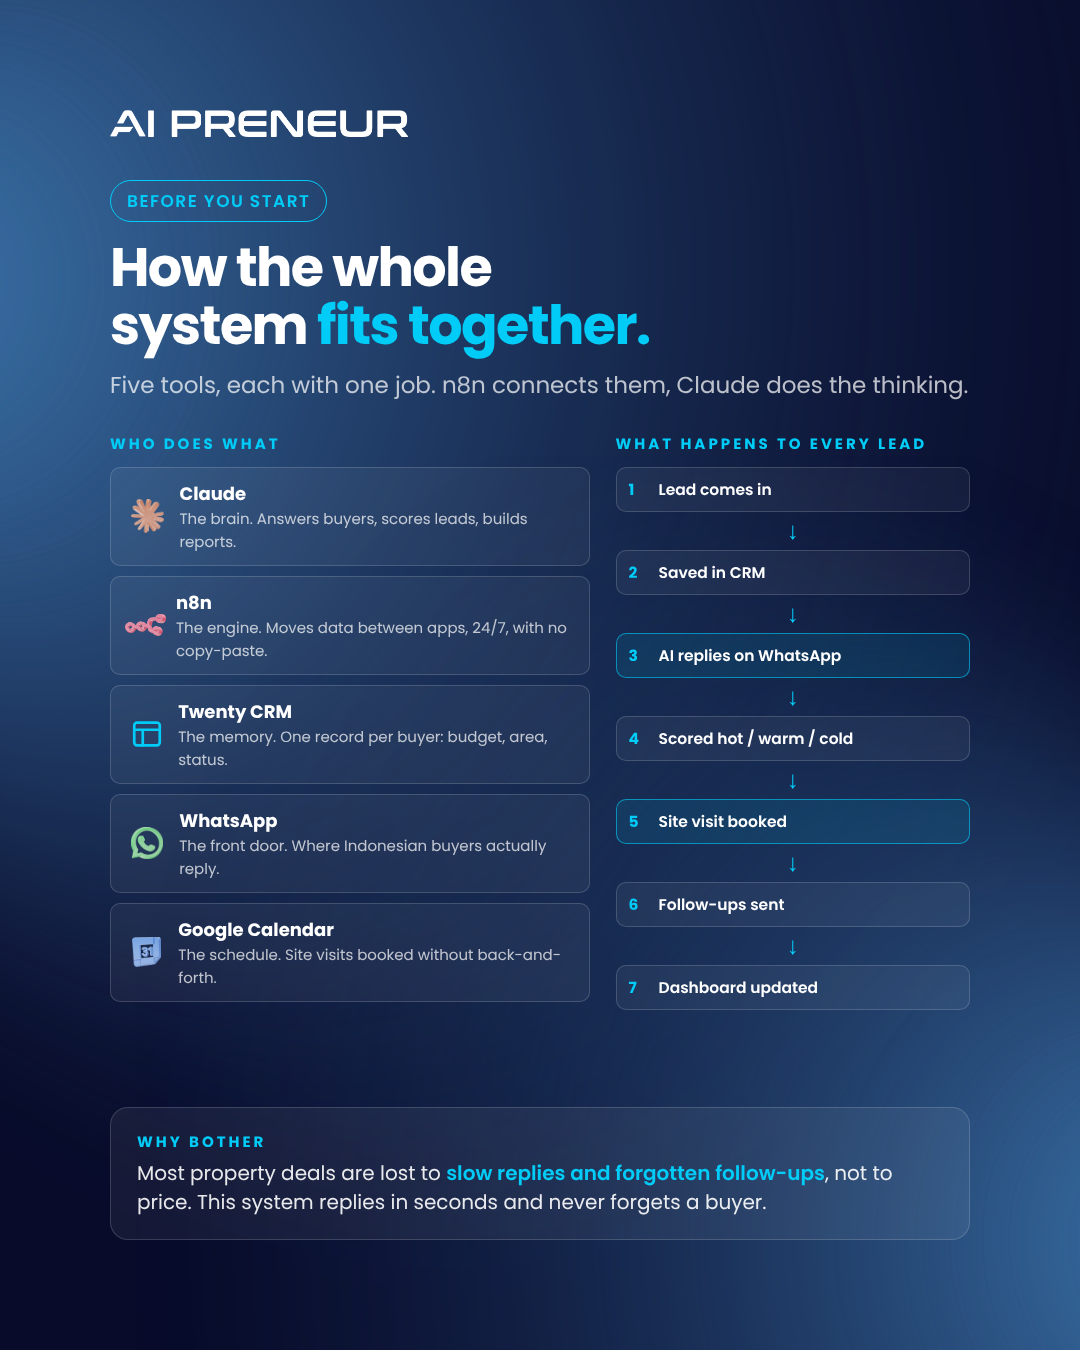 AI PRENEUR
BEFORE YOU START
How the whole
system fits together.
Five tools, each with one job. n8n connects them, Claude does the thinking.
WHO DOES WHAT
Claude
The brain. Answers buyers, scores leads, builds
reports.
n8n
The engine. Moves data between apps, 24/7, with no
copy-paste.
Twenty CRM
The memory. One record per buyer: budget, area,
status.
WhatsApp
The front door. Where Indonesian buyers actually
reply.
31
Google Calendar
The schedule. Site visits booked without back-and-
forth.
WHAT HAPPENS TO EVERY LEAD
1 Lead comes in
↓
2 Saved in CRM
↓
3 AI replies on WhatsApp
↓
4 Scored hot / warm / cold
↓
5 Site visit booked
↓
6 Follow-ups sent
↓
7 Dashboard updated
WHY BOTHER
Most property deals are lost to slow replies and forgotten follow-ups, not to
price. This system replies in seconds and never forgets a buyer.